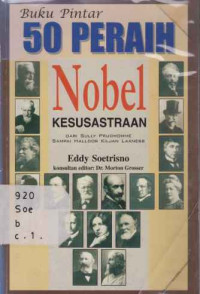 Buku Pintar
50 PERAIH
Nobel
KESUSASTRAAN
DARI SULLY PRUDHOMME
SAMPAI HALLDOR KILJAN LAXNESS
Eddy Soetrisno
Konsultan editor: Dr. Morton Grosser
920
Soe
b
c.1.